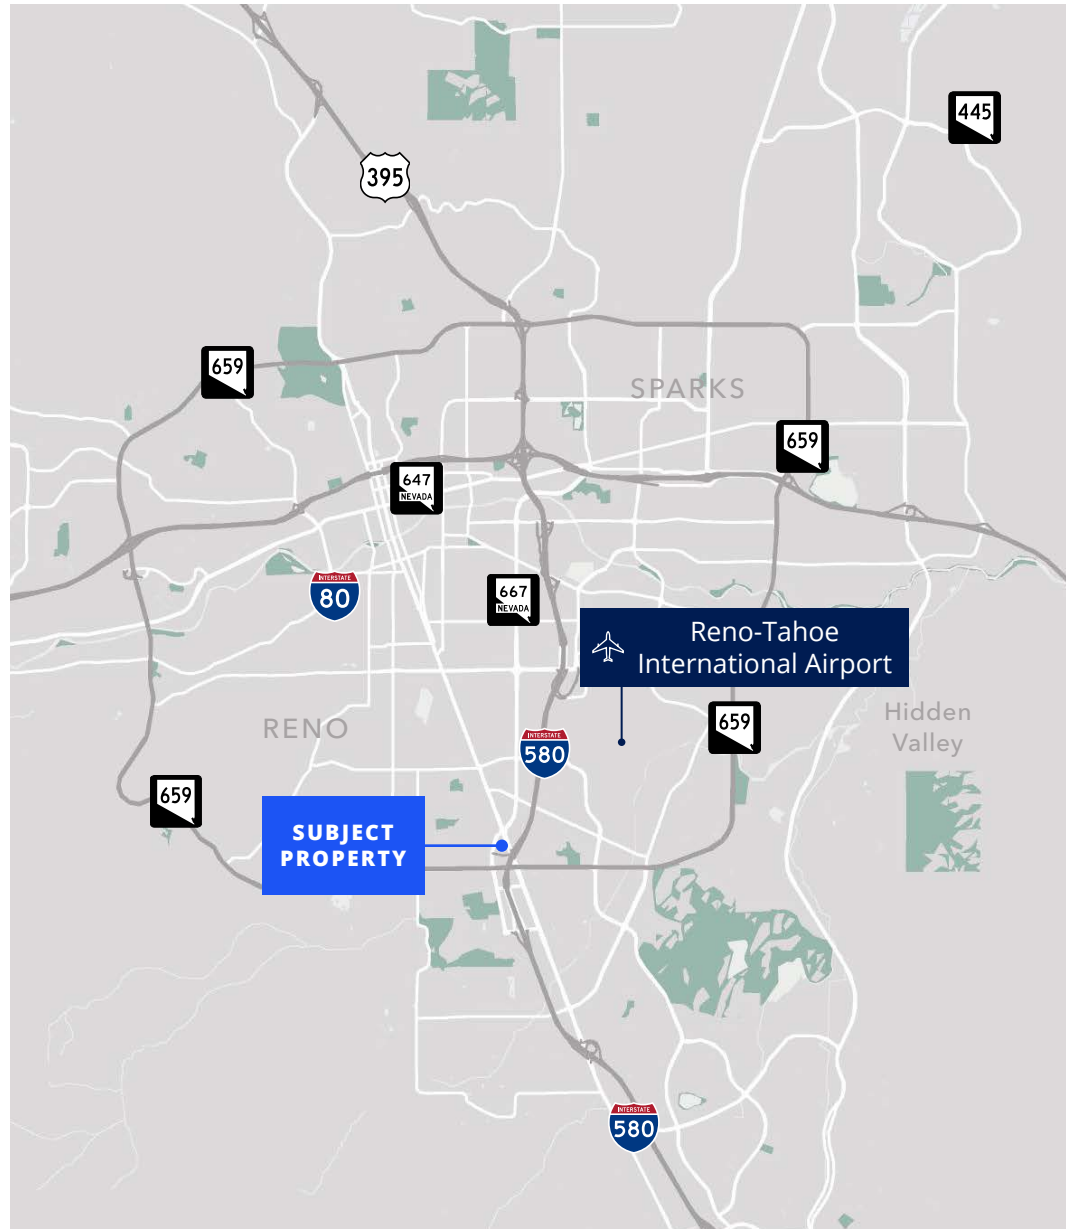 445
395
659
SPARKS
659
647
NEVADA
INTERSTATE
80
667
NEVADA
Reno-Tahoe
International Airport
RENO
INTERSTATE
580
659
Hidden
Valley
659
SUBJECT
PROPERTY
INTERSTATE
580